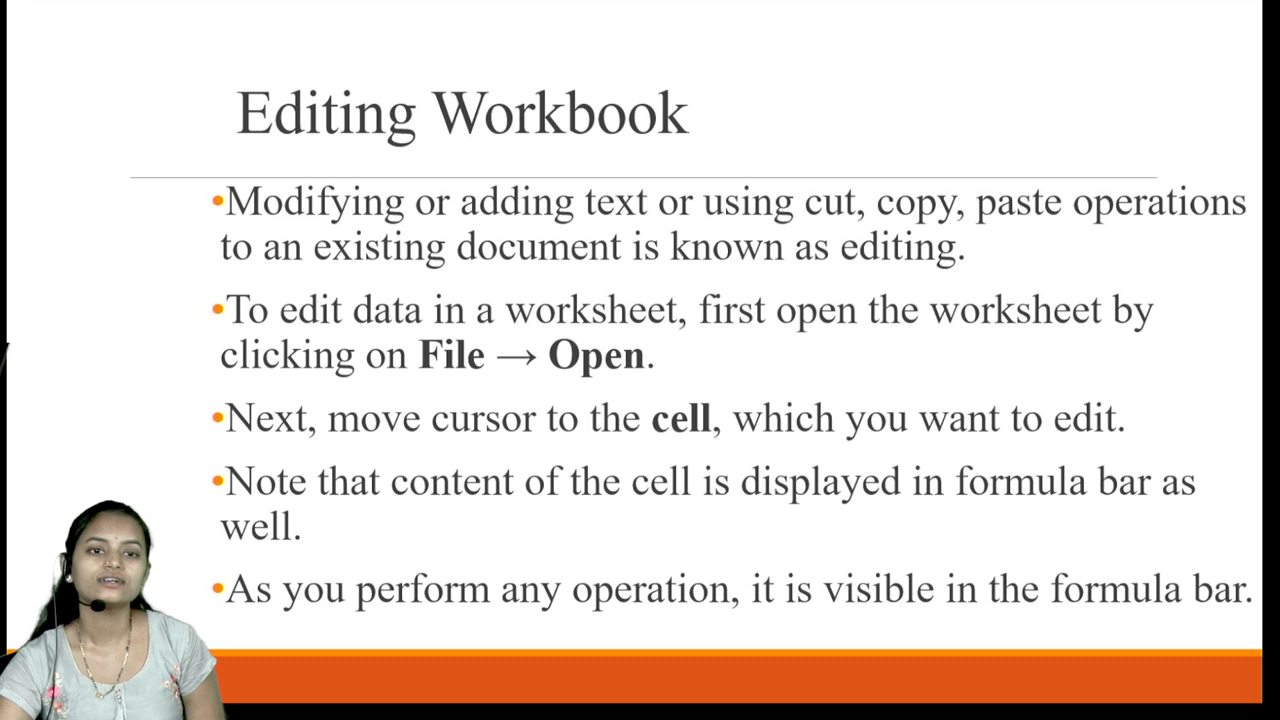 Editing Workbook
•Modifying or adding text or using cut, copy, paste operations
to an existing document is known as editing.
•To edit data in a worksheet, first open the worksheet by
clicking on File → Open.
•Next, move cursor to the cell, which you want to edit.
•Note that content of the cell is displayed in formula bar as
well.
•As you perform any operation, it is visible in the formula bar.